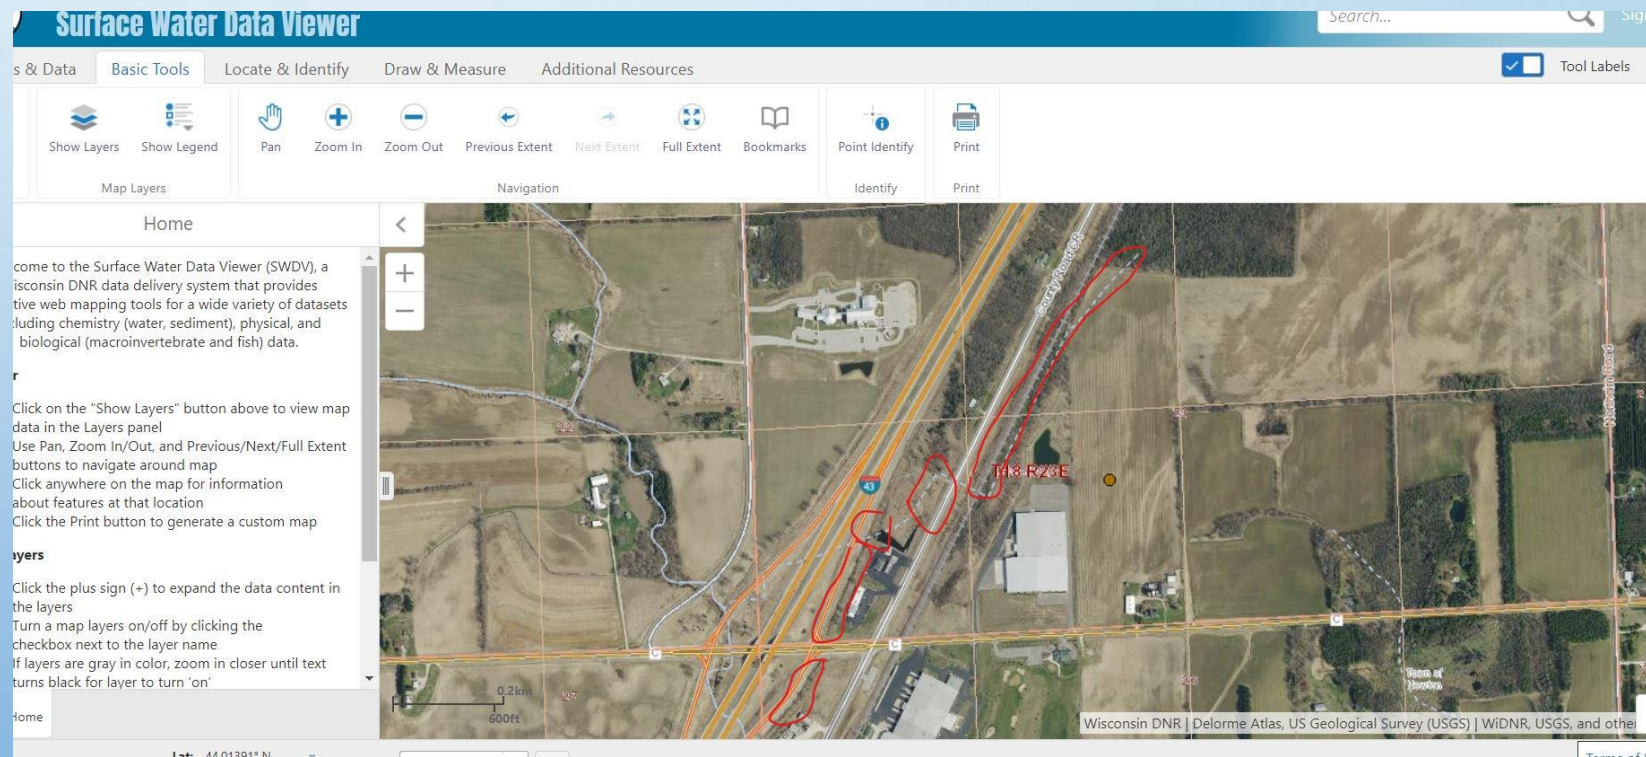 Surface Water Data Viewer
Search...
s & Data
Basic Tools
Locate & Identify
Draw & Measure
Additional Resources
Tool Labels
Show Layers
Show Legend
Pan
Zoom In
Zoom Out
Previous Extent
Next Extent
Full Extent
Bookmarks
Point Identify
Print
Map Layers
Navigation
Identify
Print
Home
come to the Surface Water Data Viewer (SWDV), a
isconsin DNR data delivery system that provides
tive web mapping tools for a wide variety of datasets
luding chemistry (water, sediment), physical, and
biological (macroinvertebrate and fish) data.
r
Click on the "Show Layers" button above to view map
data in the Layers panel
Use Pan, Zoom In/Out, and Previous/Next/Full Extent
buttons to navigate around map
Click anywhere on the map for information
about features at that location
Click the Print button to generate a custom map
ayers
Click the plus sign (+) to expand the data content in
the layers
Turn a map layers on/off by clicking the
checkbox next to the layer name
If layers are gray in color, zoom in closer until text
turns black for layer to turn 'on'
Home
County Road CR
22
43
T18 R23E
C
C
C
Town of
Newton
0.2km
600ft
Wisconsin DNR | Delorme Atlas, US Geological Survey (USGS) | WiDNR, USGS, and othe
Lat: 44.01391° N